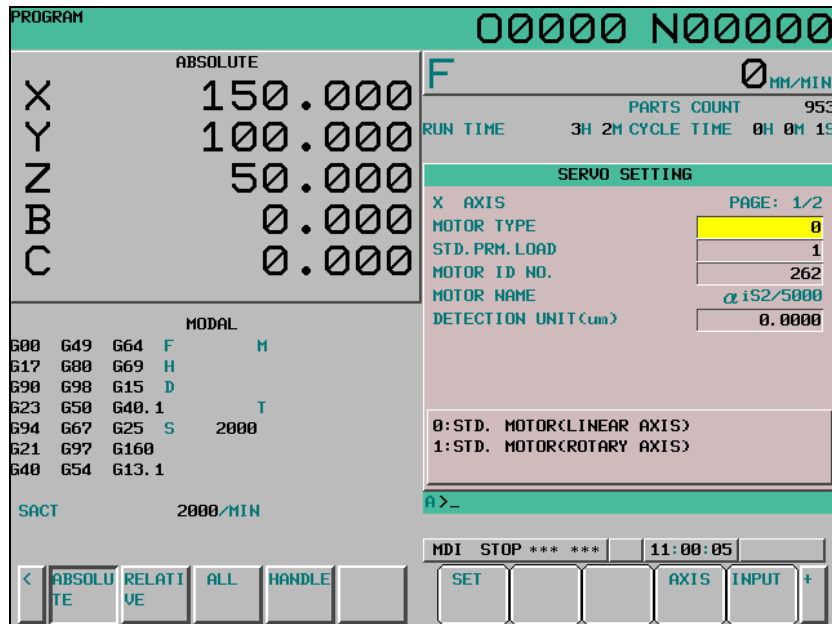 PROGRAM
O0000 N00000
ABSOLUTE
X 150.000
Y 100.000
Z 50.000
B 0.000
C 0.000
F 0 MM/MIN
PARTS COUNT 953
RUN TIME 3H 2M CYCLE TIME 0H 0M 1S
SERVO SETTING
X AXIS PAGE: 1/2
MOTOR TYPE 0
STD.PRM.LOAD 1
MOTOR ID NO. 262
MOTOR NAME αiS2/5000
DETECTION UNIT(um) 0.0000
0:STD. MOTOR(LINEAR AXIS)
1:STD. MOTOR(ROTARY AXIS)
MODAL
G00 G49 G64 F M
G17 G80 G69 H
G90 G98 G15 D
G23 G50 G40.1 T
G94 G67 G25 S 2000
G21 G97 G160
G40 G54 G13.1
SACT 2000/MIN
A>_
MDI STOP *** *** 11:00:05
< ABSOLUTE RELATIVE ALL HANDLE
SET AXIS INPUT +